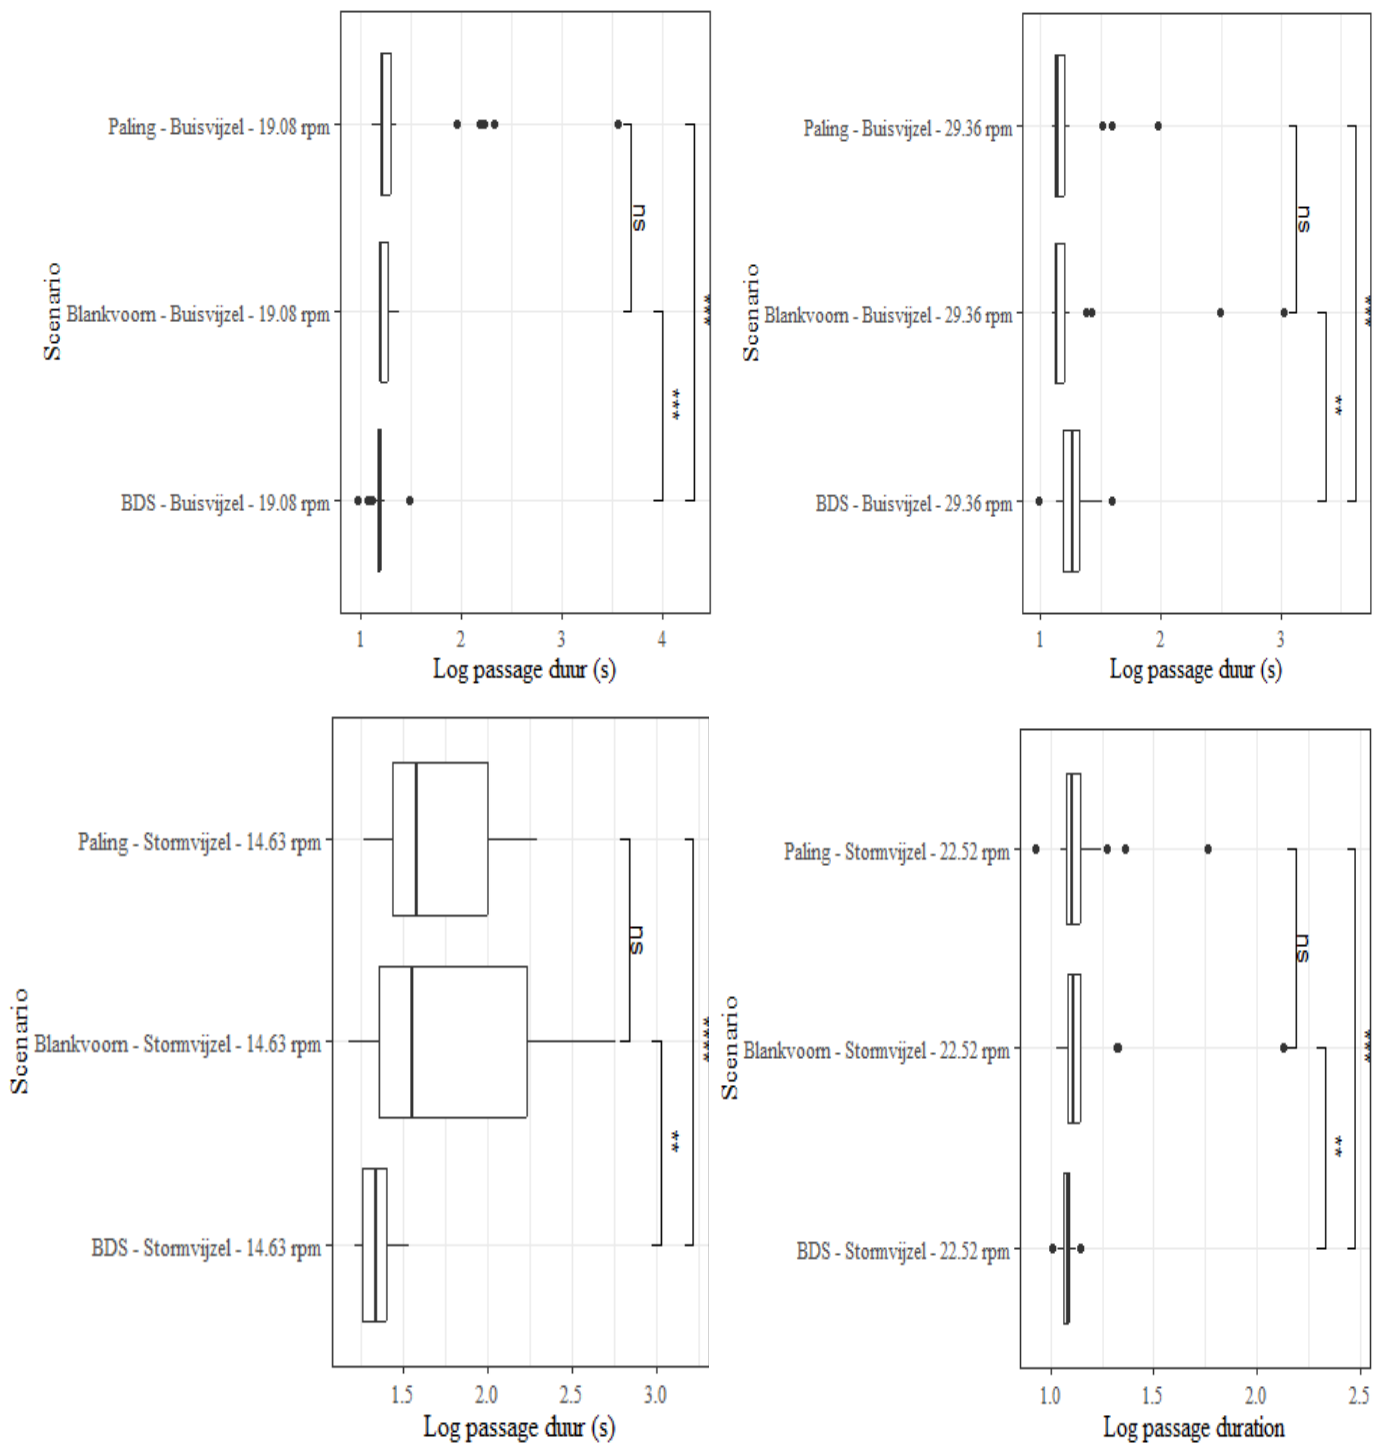 Scenario
Paling - Buisvijzel - 19.08 rpm
Blankvoorn - Buisvijzel - 19.08 rpm
BDS - Buisvijzel - 19.08 rpm
ns
***
***
1 2 3 4
Log passage duur (s)
Scenario
Paling - Buisvijzel - 29.36 rpm
Blankvoorn - Buisvijzel - 29.36 rpm
BDS - Buisvijzel - 29.36 rpm
ns
**
***
1 2 3
Log passage duur (s)
Scenario
Paling - Stormvijzel - 14.63 rpm
Blankvoorn - Stormvijzel - 14.63 rpm
BDS - Stormvijzel - 14.63 rpm
ns
**
****
1.5 2.0 2.5 3.0
Log passage duur (s)
Scenario
Paling - Stormvijzel - 22.52 rpm
Blankvoorn - Stormvijzel - 22.52 rpm
BDS - Stormvijzel - 22.52 rpm
ns
**
***
1.0 1.5 2.0 2.5
Log passage duration